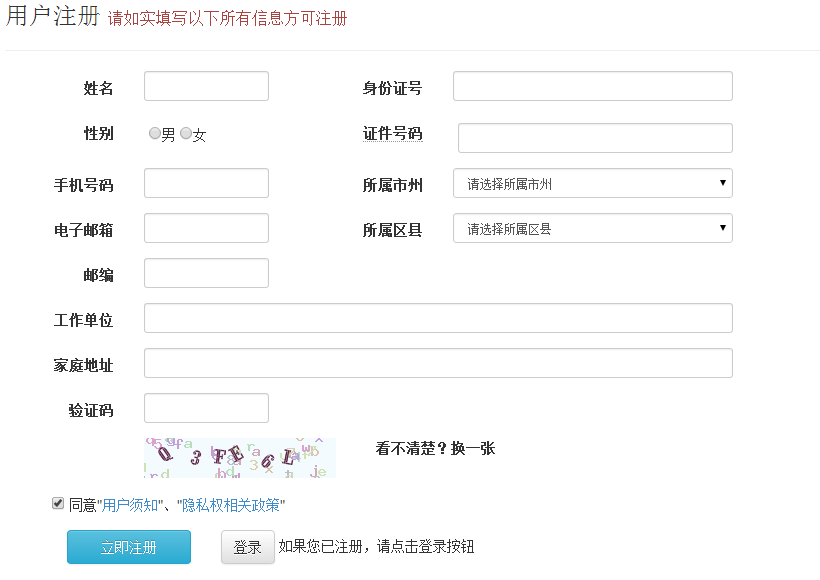 用户注册 请如实填写以下所有信息方可注册
姓名 身份证号
性别 男 女 证件号码
手机号码 所属市州 请选择所属市州
电子邮箱 所属区县 请选择所属区县
邮编
工作单位
家庭地址
验证码
Q3FE6L 看不清楚？换一张
同意"用户须知"、"隐私权相关政策"
立即注册 登录 如果您已注册，请点击登录按钮